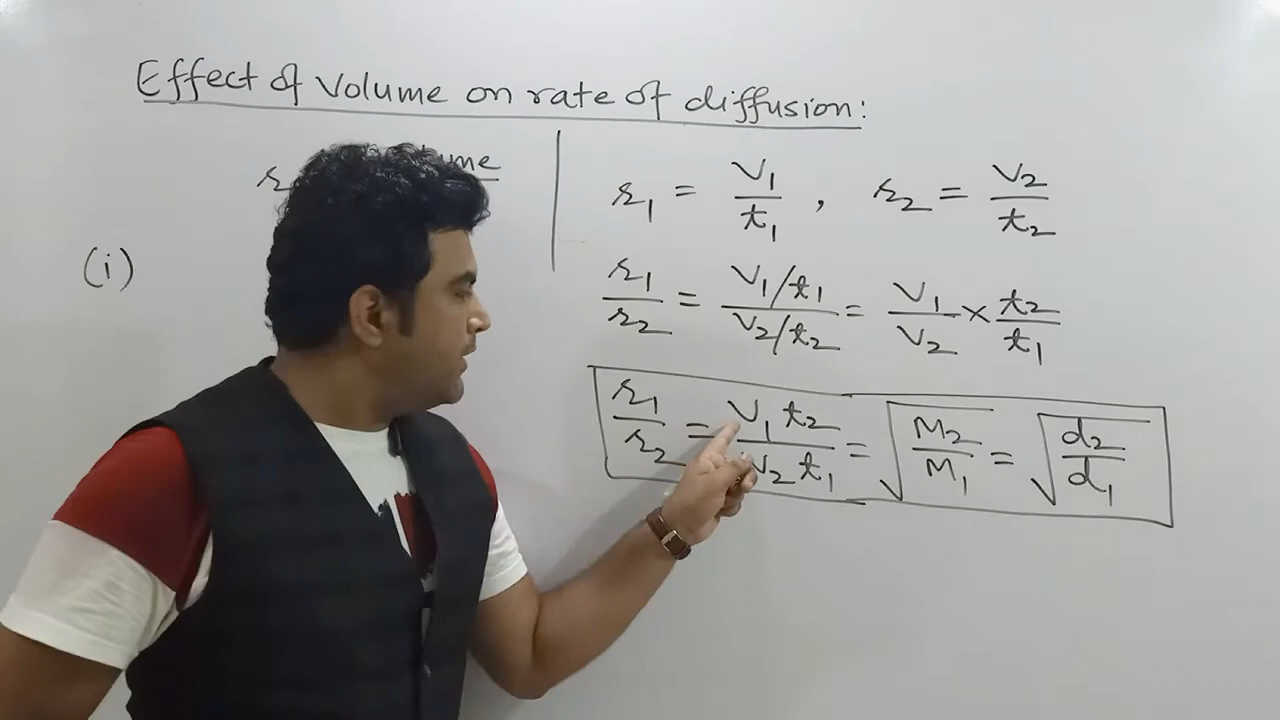 Effect of Volume on rate of diffusion:
r
(i)
r₁ = V₁/t₁ , r₂ = V₂/t₂
r₁/r₂ = (V₁/t₁)/(V₂/t₂) = V₁/V₂ × t₂/t₁
r₁/r₂ = V₁ t₂/V₂ t₁ = √(M₂/M₁) = √(d₂/d₁)